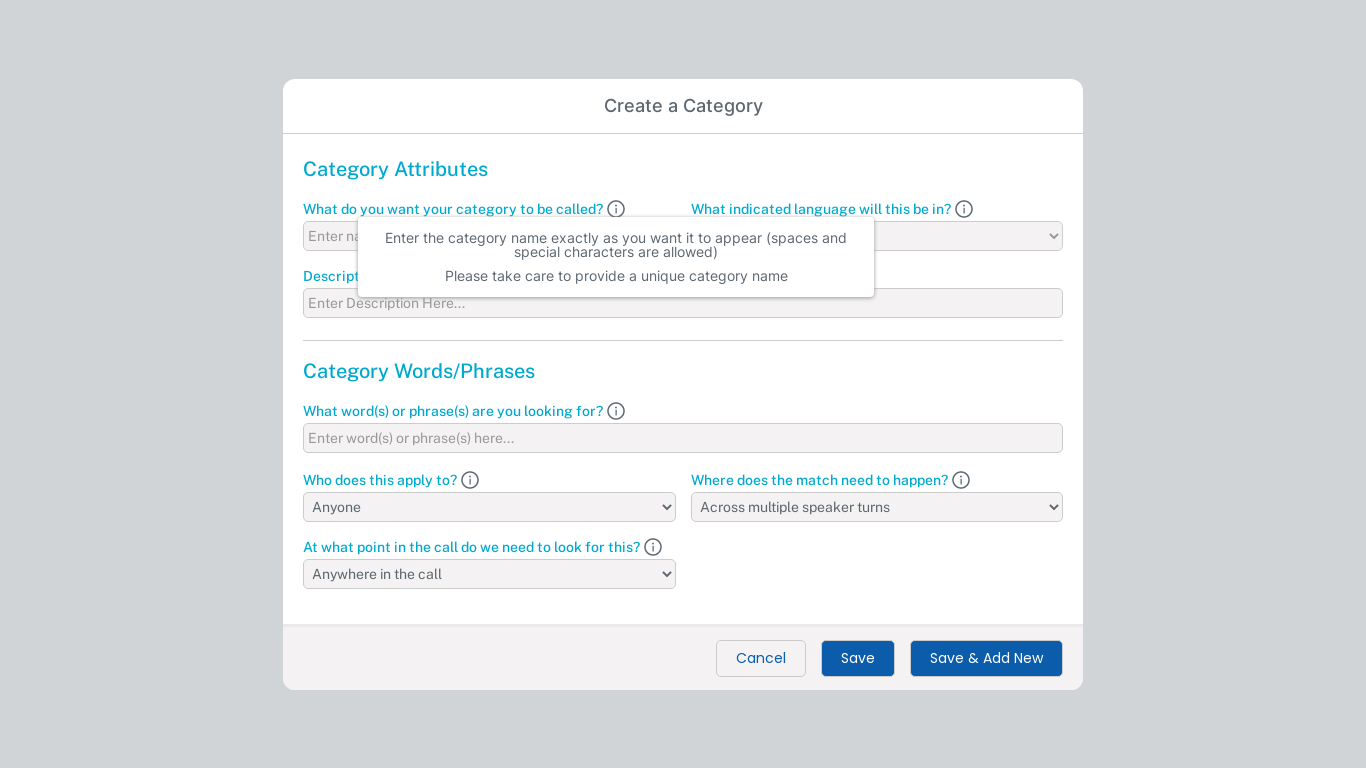 Create a Category
Category Attributes
What do you want your category to be called?
What indicated language will this be in?
Enter
Enter the category name exactly as you want it to appear (spaces and
special characters are allowed)
Please take care to provide a unique category name
Enter Description Here...
Category Words/Phrases
What word(s) or phrase(s) are you looking for?
Enter word(s) or phrase(s) here...
Who does this apply to?
Where does the match need to happen?
Anyone
Across multiple speaker turns
At what point in the call do we need to look for this?
Anywhere in the call
Cancel
Save
Save & Add New